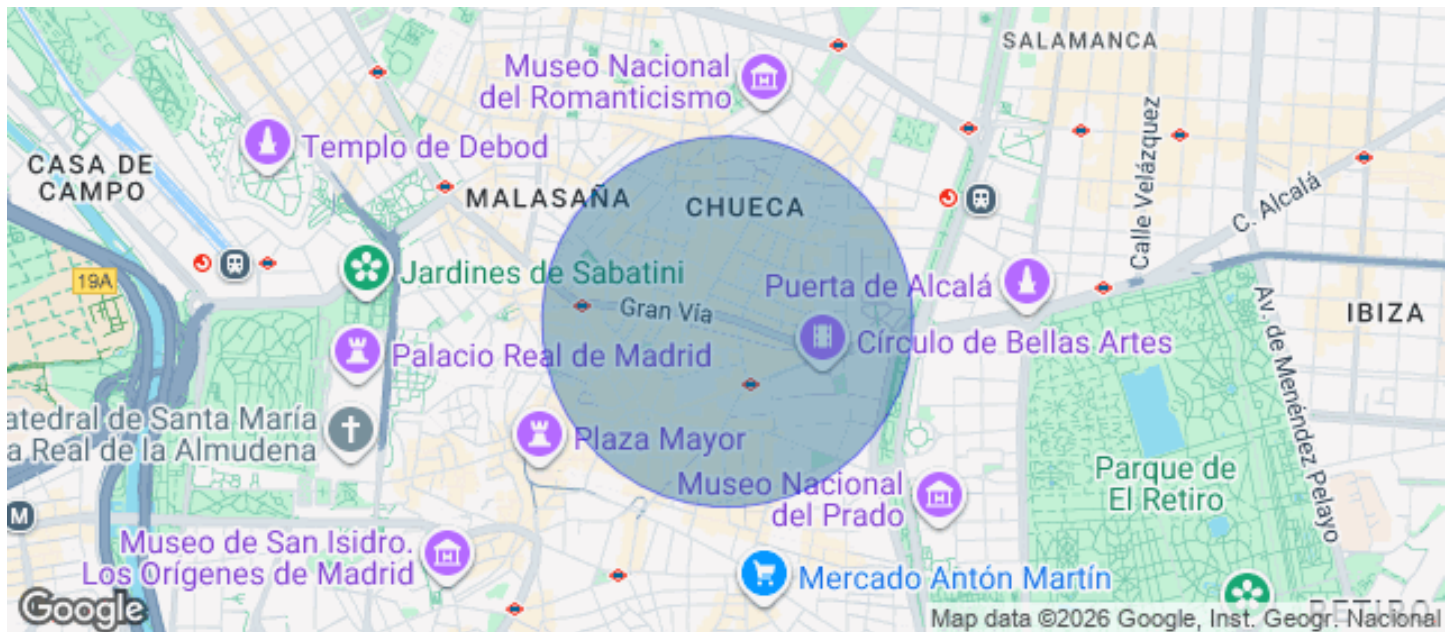 SALAMANCA
Museo Nacional
del Romanticismo
Templo de Debod
CASA DE
CAMPO
MALASAÑA
CHUECA
Calle Velázquez
C. Alcalá
Jardines de Sabatini
19A
Gran Vía
Puerta de Alcalá
IBIZA
Av. de Menéndez Pelayo
Palacio Real de Madrid
Círculo de Bellas Artes
atedral de Santa María
a Real de la Almudena
Plaza Mayor
Parque de
El Retiro
Museo Nacional
del Prado
M
Museo de San Isidro.
Los Orígenes de Madrid
Mercado Antón Martín
RETIRO
Google
Map data ©2026 Google, Inst. Geogr. Nacional